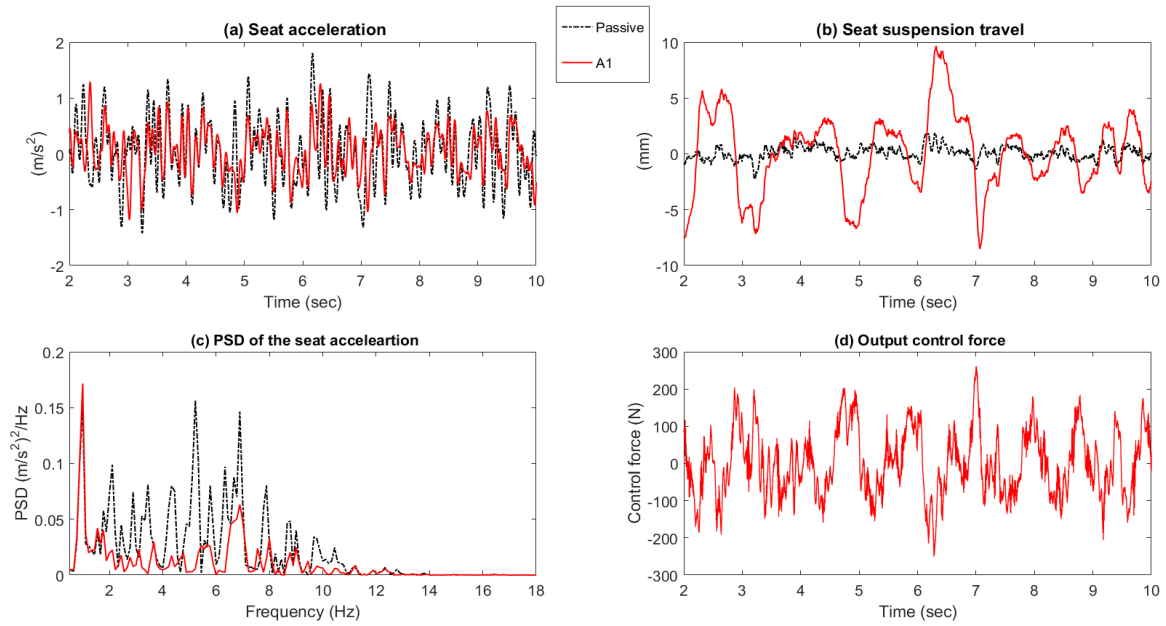 (a) Seat acceleration
2
1
0
-1
-2
(m/s²)
2 3 4 5 6 7 8 9 10
Time (sec)
Passive
A1
(b) Seat suspension travel
10
5
0
-5
-10
(mm)
2 3 4 5 6 7 8 9 10
Time (sec)
(c) PSD of the seat acceleartion
0.2
0.15
0.1
0.05
0
PSD (m/s²)²/Hz
2 4 6 8 10 12 14 16 18
Frequency (Hz)
(d) Output control force
300
200
100
0
-100
-200
-300
Control force (N)
2 3 4 5 6 7 8 9 10
Time (sec)